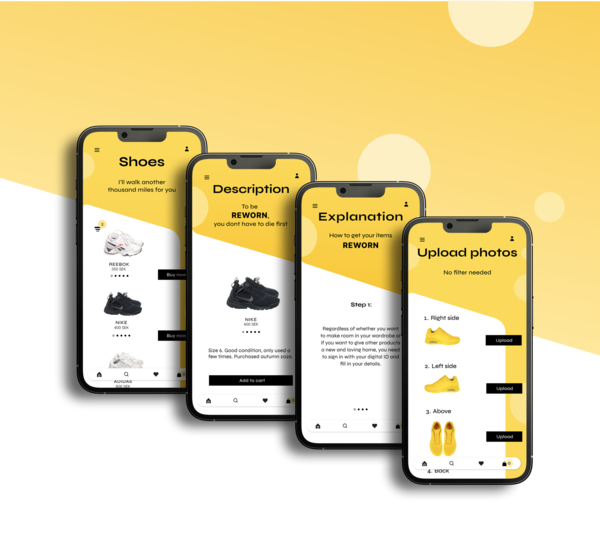 Shoes
I'll walk another
thousand miles for you
2
REEBOK
550 SEK
Buy now
NIKE
400 SEK
Buy now
ADIDAS
800 SEK
Description
To be
REWORN,
you dont have to die first
NIKE
400 SEK
Size 6. Good condition, only used a
few times. Purchased autumn 2020.
Add to cart
Explanation
How to get your items
REWORN
Step 1:
Regardless of whether you want
to make room in your wardrobe or
if you want to give other products
a new and loving home, you need
to sign in with your digital ID and
fill in your details.
Upload photos
No filter needed
1. Right side
Upload
2. Left side
Upload
3. Above
Upload
0
4. Back